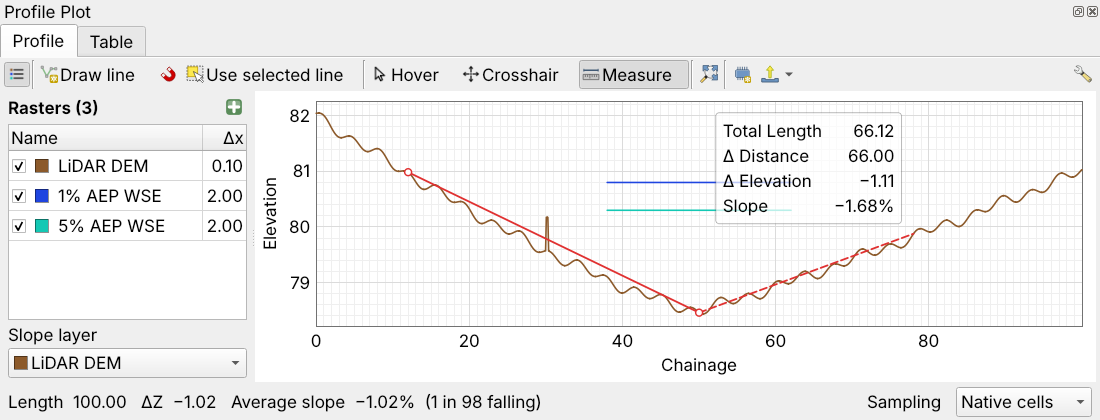 Profile Plot
Profile
Table
Draw line
Use selected line
Hover
Crosshair
Measure
Rasters (3)
Name Δx
LiDAR DEM 0.10
1% AEP WSE 2.00
5% AEP WSE 2.00
Slope layer
LiDAR DEM
Elevation
82
81
80
79
Total Length 66.12
Δ Distance 66.00
Δ Elevation −1.11
Slope −1.68%
0 20 40 60 80
Chainage
Length 100.00 ΔZ −1.02 Average slope −1.02% (1 in 98 falling)
Sampling Native cells